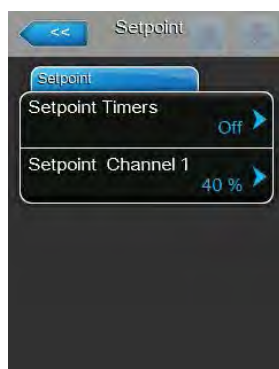 << Setpoint
Setpoint
Setpoint Timers
Off
Setpoint Channel 1
40 %